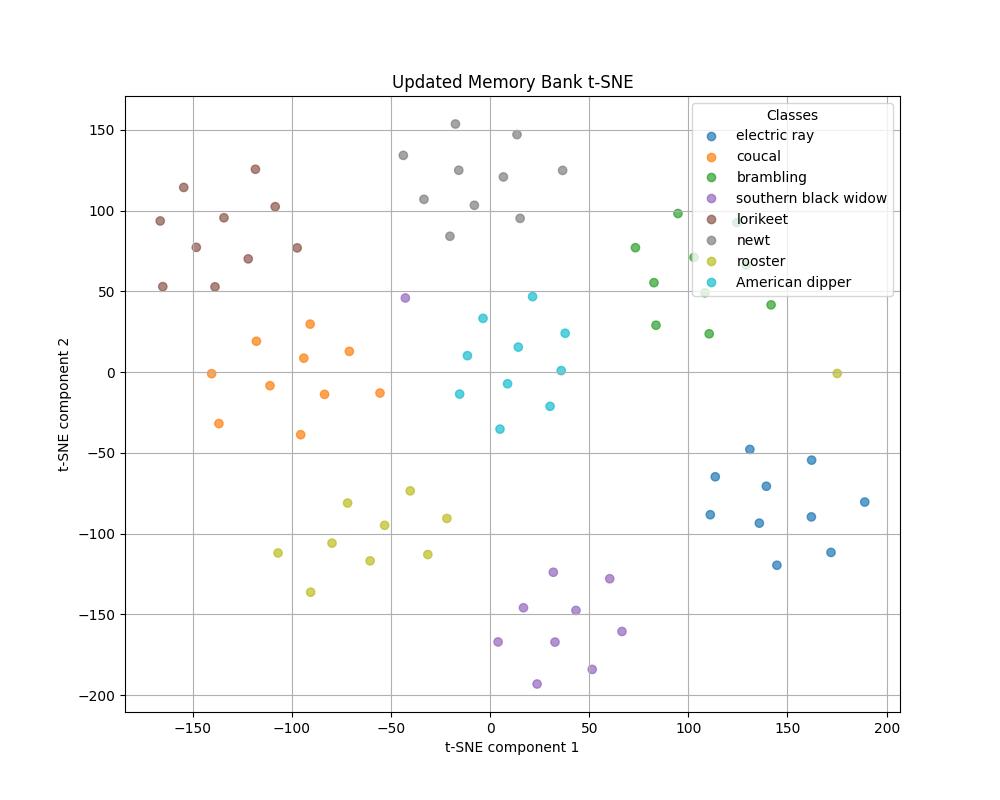 Updated Memory Bank t-SNE
Classes
electric ray
coucal
brambling
southern black widow
lorikeet
newt
rooster
American dipper
150
100
50
0
−50
−100
−150
−200
t-SNE component 2
−150
−100
−50
0
50
100
150
200
t-SNE component 1